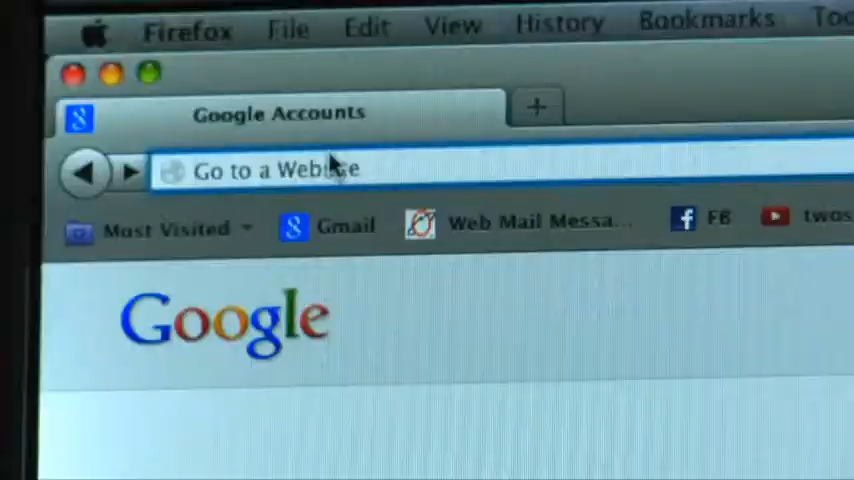 Firefox File Edit View History Bookmarks
Google Accounts +
Go to a Website
Most Visited Gmail Web Mail Messa... FB
Google